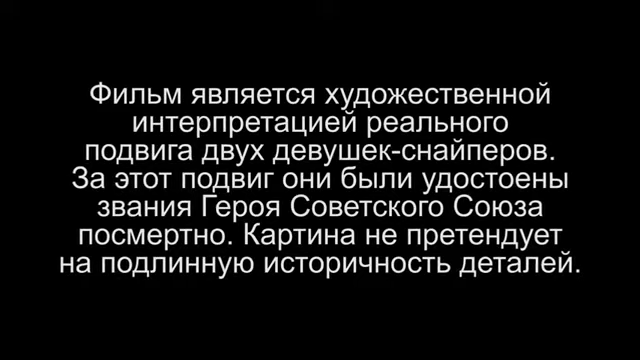 Фильм является художественной
интерпретацией реального
подвига двух девушек-снайперов.
За этот подвиг они были удостоены
звания Героя Советского Союза
посмертно. Картина не претендует
на подлинную историчность деталей.